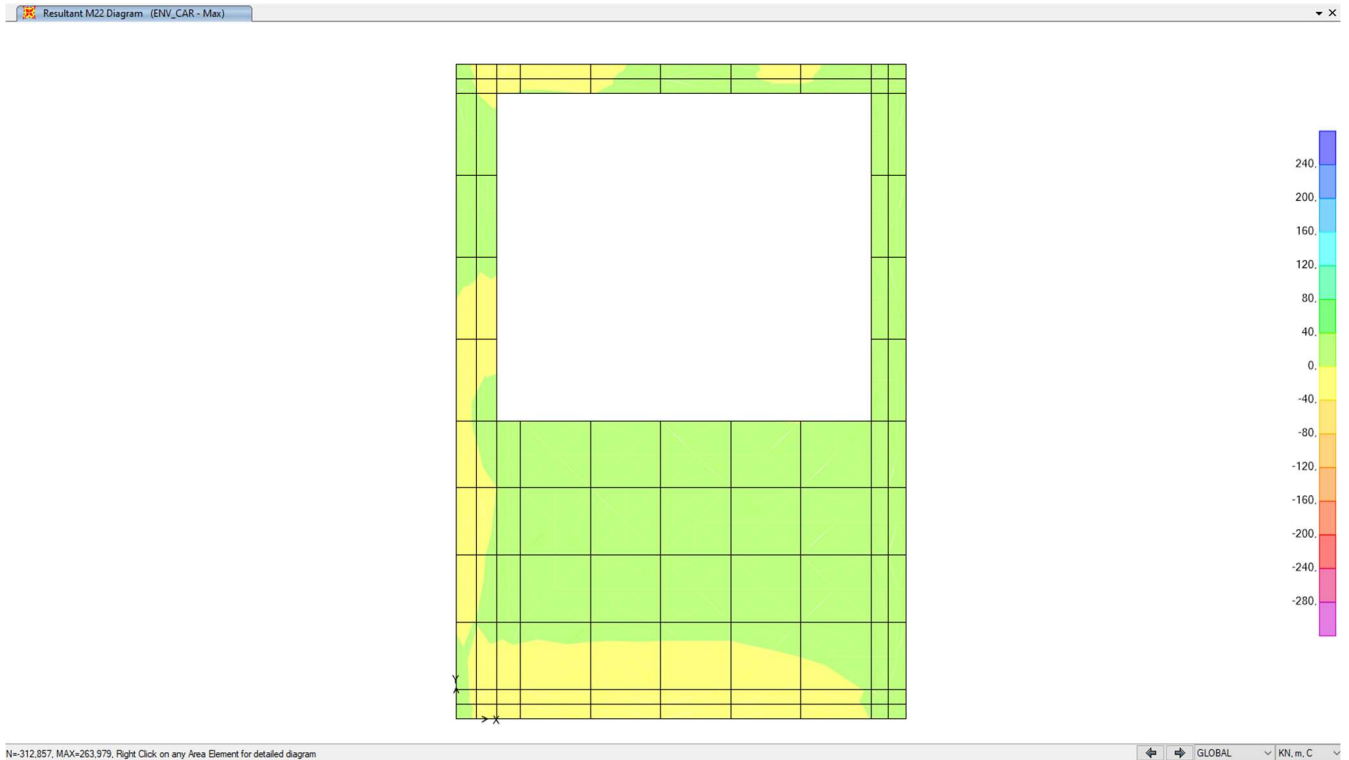 Resultant M22 Diagram (ENV_CAR - Max)
240,
200,
160,
120,
80,
40,
0,
-40,
-80,
-120,
-160,
-200,
-240,
-280,
Y
X
N=-312,857, MAX=263,979, Right Click on any Area Element for detailed diagram
GLOBAL
KN, m, C